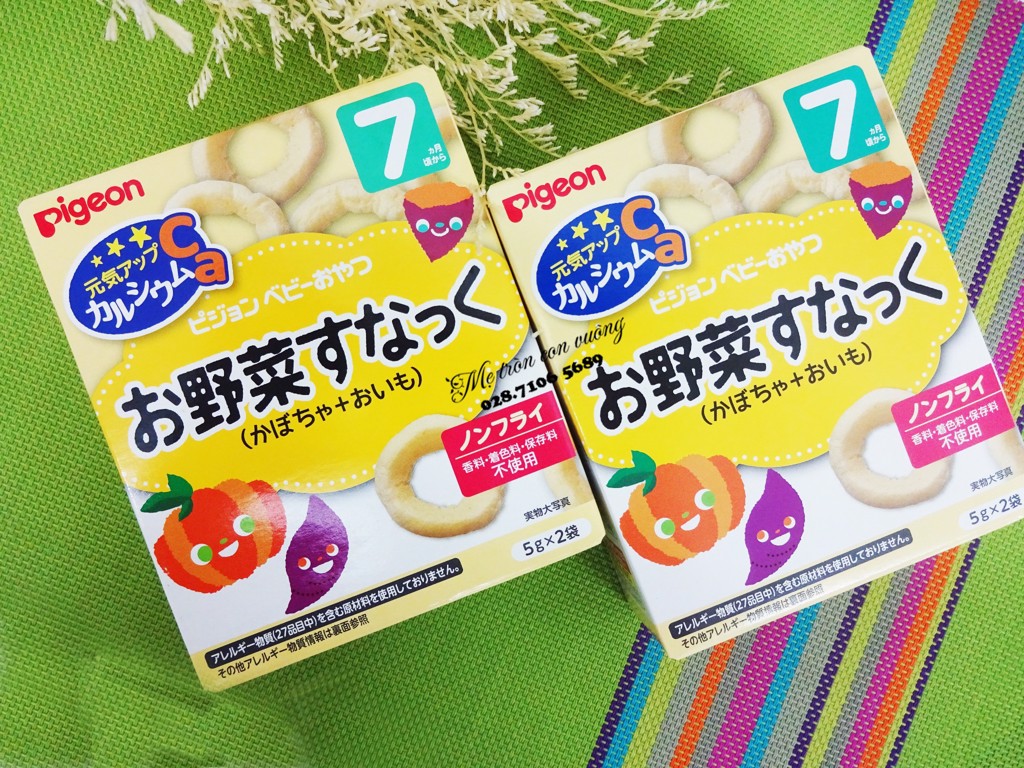 Pigeon
7
ヵ月
頃から
元気アップ
カルシウム
Ca
ピジョン ベビーおやつ
お野菜すなっく
(かぼちゃ+おいも)
ノンフライ
香料・着色料・保存料
不使用
実物大写真
5g×2袋
アレルギー物質(27品目中)を含む原材料を使用しておりません。
その他アレルギー物質情報は裏面参照
Mẹ tròn con vuông
028.7100 5689
Pigeon
7
ヵ月
頃から
元気アップ
カルシウム
Ca
ピジョン ベビーおやつ
お野菜すなっく
(かぼちゃ+おいも)
ノンフライ
香料・着色料・保存料
不使用
実物大写真
5g×2袋
アレルギー物質(27品目中)を含む原材料を使用しておりません。
その他アレルギー物質情報は裏面参照